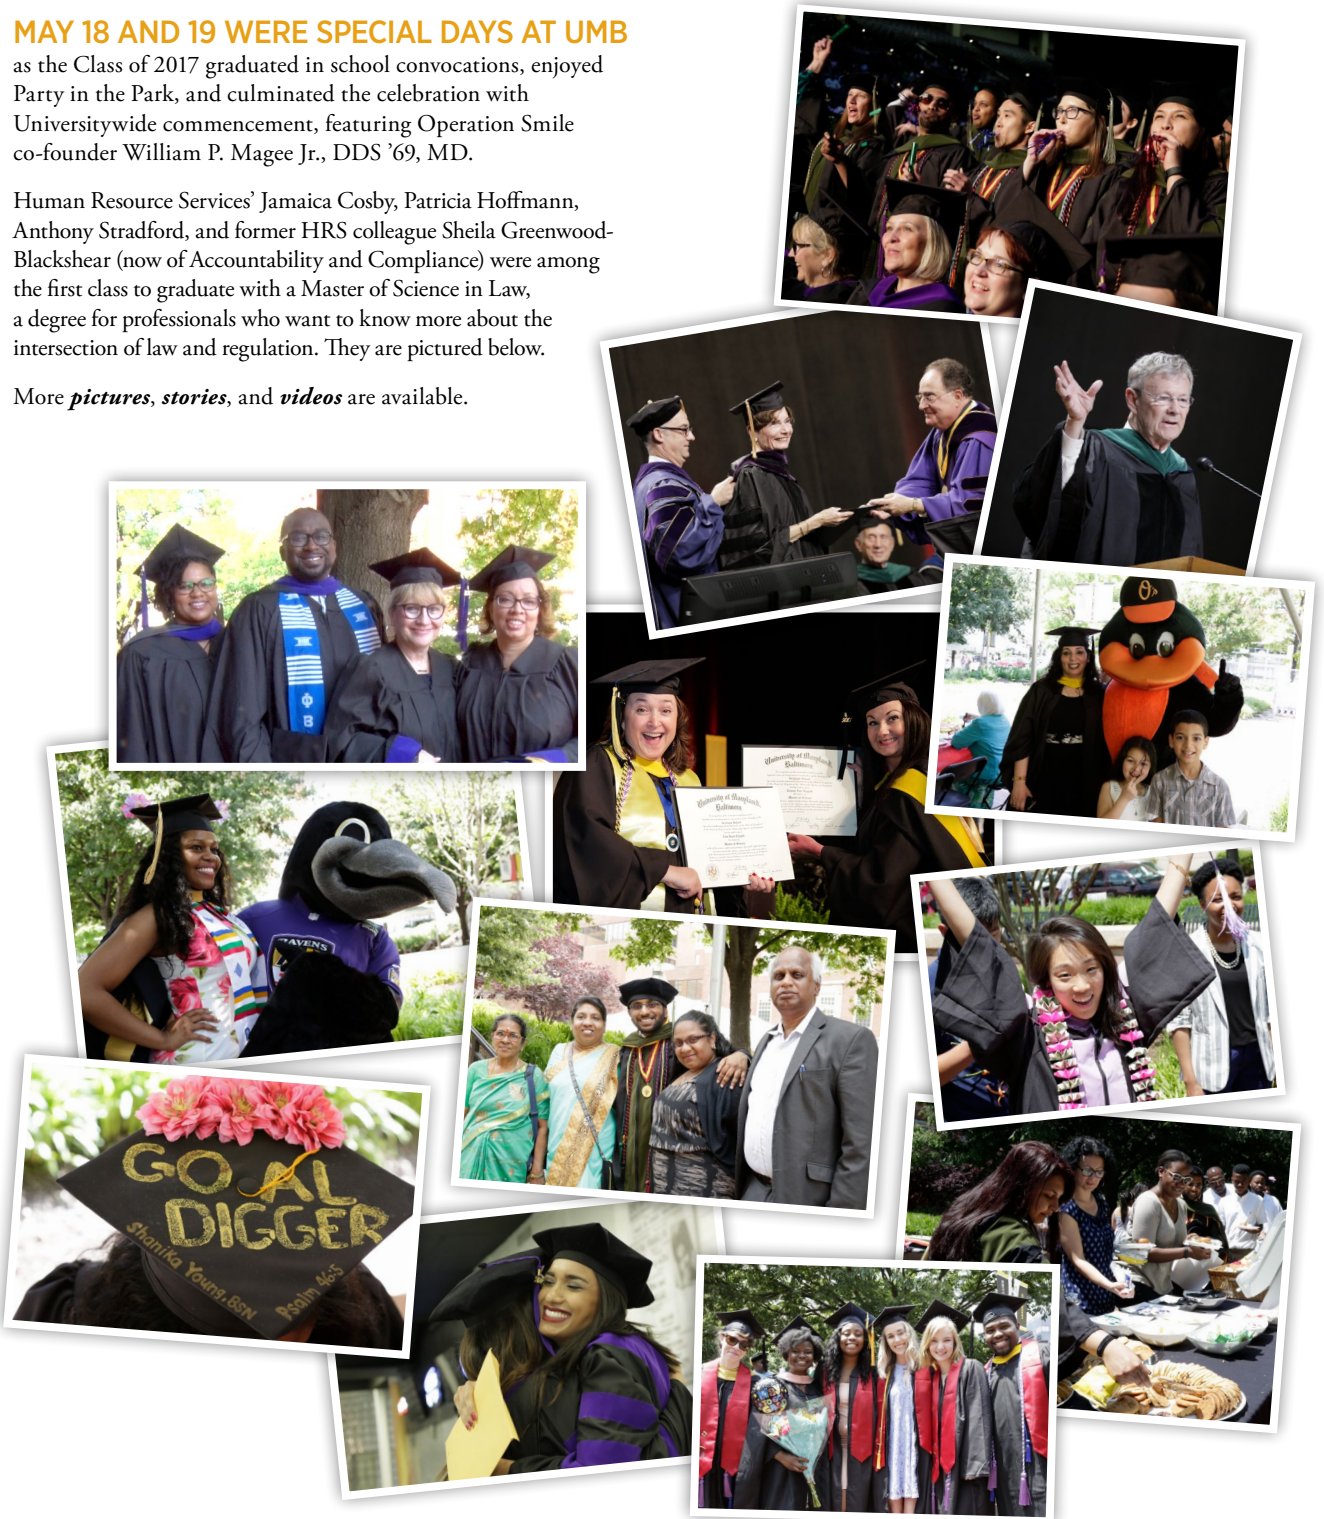 MAY 18 AND 19 WERE SPECIAL DAYS AT UMB
as the Class of 2017 graduated in school convocations, enjoyed
Party in the Park, and culminated the celebration with
Universitywide commencement, featuring Operation Smile
co-founder William P. Magee Jr., DDS ’69, MD.
Human Resource Services’ Jamaica Cosby, Patricia Hoffmann,
Anthony Stradford, and former HRS colleague Sheila Greenwood-
Blackshear (now of Accountability and Compliance) were among
the first class to graduate with a Master of Science in Law,
a degree for professionals who want to know more about the
intersection of law and regulation. They are pictured below.
More pictures, stories, and videos are available.
Φ
Β
University of Maryland,
Baltimore
University of Maryland,
Baltimore
RAVENS
GOAL
DIGGER
Shanika Young, BSN
Psalm 46:5